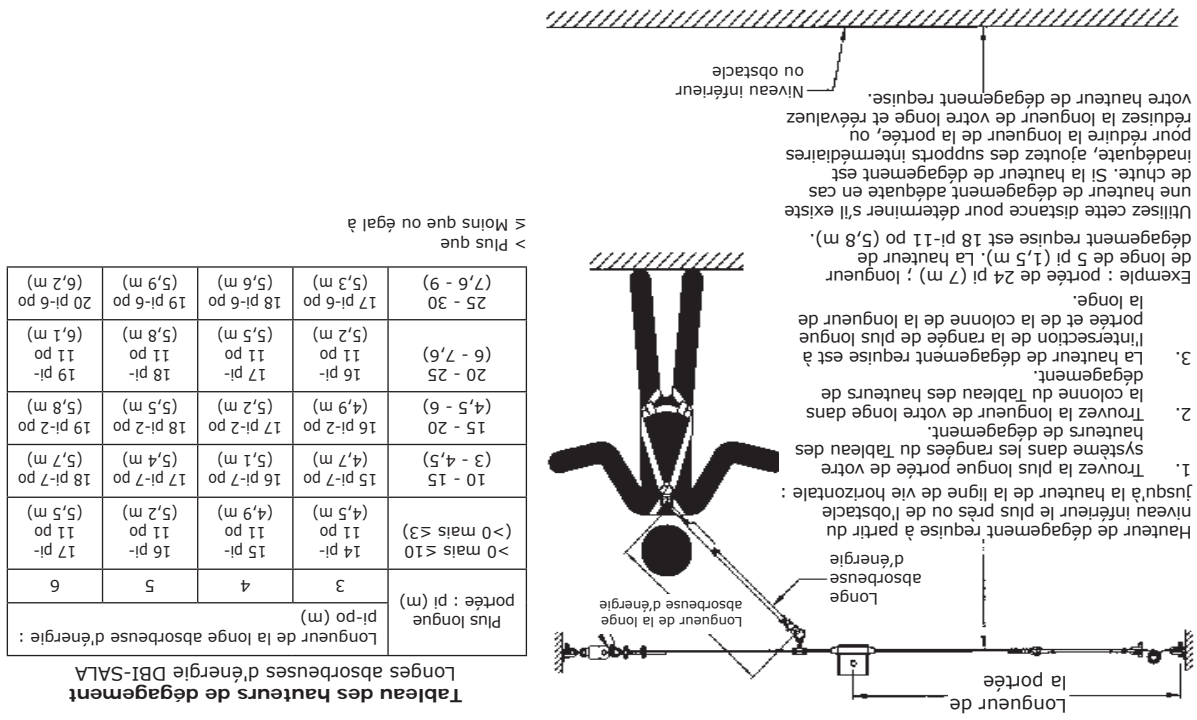 Longueur de
la portée
Longueur de la longe
absorbeuse d'énergie
Longe
absorbeuse
d'énergie
Hauteur de dégagement requise à partir du
niveau inférieur le plus près ou de l'obstacle
jusqu'à la hauteur de la ligne de vie horizontale :
1. Trouvez la plus longue portée de votre
système dans les rangées du Tableau des
hauteurs de dégagement.
2. Trouvez la longueur de votre longe dans
la colonne du Tableau des hauteurs de
dégagement.
3. La hauteur de dégagement requise est à
l'intersection de la rangée de plus longue
portée et de la colonne de la longueur de
la longe.
Exemple : portée de 24 pi (7 m) ; longueur
de longe de 5 pi (1,5 m). La hauteur de
dégagement requise est 18 pi-11 po (5,8 m).
Utilisez cette distance pour déterminer s'il existe
une hauteur de dégagement adéquate en cas
de chute. Si la hauteur de dégagement est
inadéquate, ajoutez des supports intermédiaires
pour réduire la longueur de la portée, ou
réduisez la longueur de votre longe et réévaluez
votre hauteur de dégagement requise.
Niveau inférieur
ou obstacle
Tableau des hauteurs de dégagement
Longes absorbeuses d'énergie DBI-SALA
Plus longue
portée : pi (m)
Longueur de la longe absorbeuse d'énergie :
pi-po (m)
3 4 5 6
>0 mais ≤10 14 pi- 15 pi- 16 pi- 17 pi-
(>0 mais ≤3) 11 po 11 po 11 po 11 po
(4,5 m) (4,9 m) (5,2 m) (5,5 m)
10 - 15 15 pi-7 po 16 pi-7 po 17 pi-7 po 18 pi-7 po
(3 - 4,5) (4,7 m) (5,1 m) (5,4 m) (5,7 m)
15 - 20 16 pi-2 po 17 pi-2 po 18 pi-2 po 19 pi-2 po
(4,5 - 6) (4,9 m) (5,2 m) (5,5 m) (5,8 m)
20 - 25 16 pi- 17 pi- 18 pi- 19 pi-
(6 - 7,6) 11 po 11 po 11 po 11 po
(5,2 m) (5,5 m) (5,8 m) (6,1 m)
25 - 30 17 pi-6 po 18 pi-6 po 19 pi-6 po 20 pi-6 po
(7,6 - 9) (5,3 m) (5,6 m) (5,9 m) (6,2 m)
> Plus que
≤ Moins que ou égal à